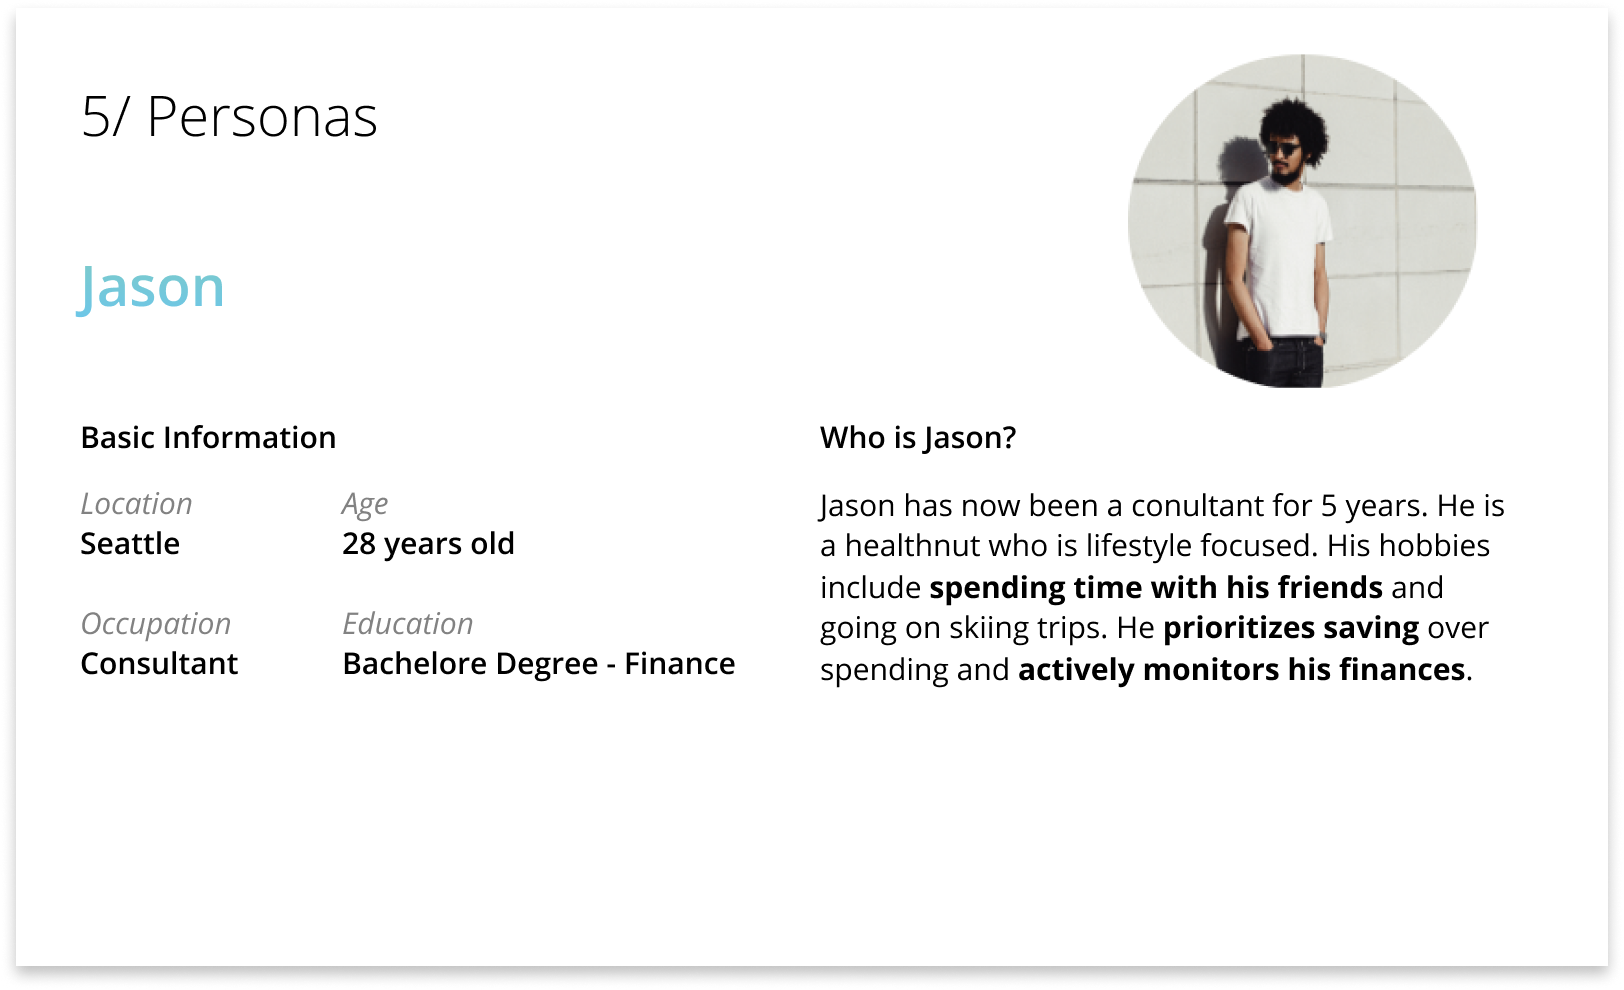 5/ Personas
Jason
Basic Information
Location
Seattle
Age
28 years old
Occupation
Consultant
Education
Bachelore Degree - Finance
Who is Jason?
Jason has now been a conultant for 5 years. He is
a healthnut who is lifestyle focused. His hobbies
include spending time with his friends and
going on skiing trips. He prioritizes saving over
spending and actively monitors his finances.